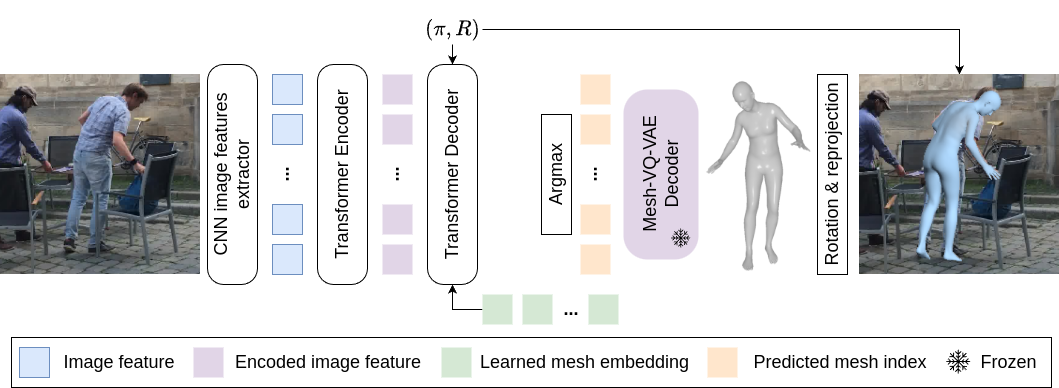 (π, R)
CNN image features
extractor
...
Transformer Encoder
...
Transformer Decoder
Argmax
...
Mesh-VQ-VAE
Decoder
Rotation & reprojection
...
Image feature
Encoded image feature
Learned mesh embedding
Predicted mesh index
Frozen